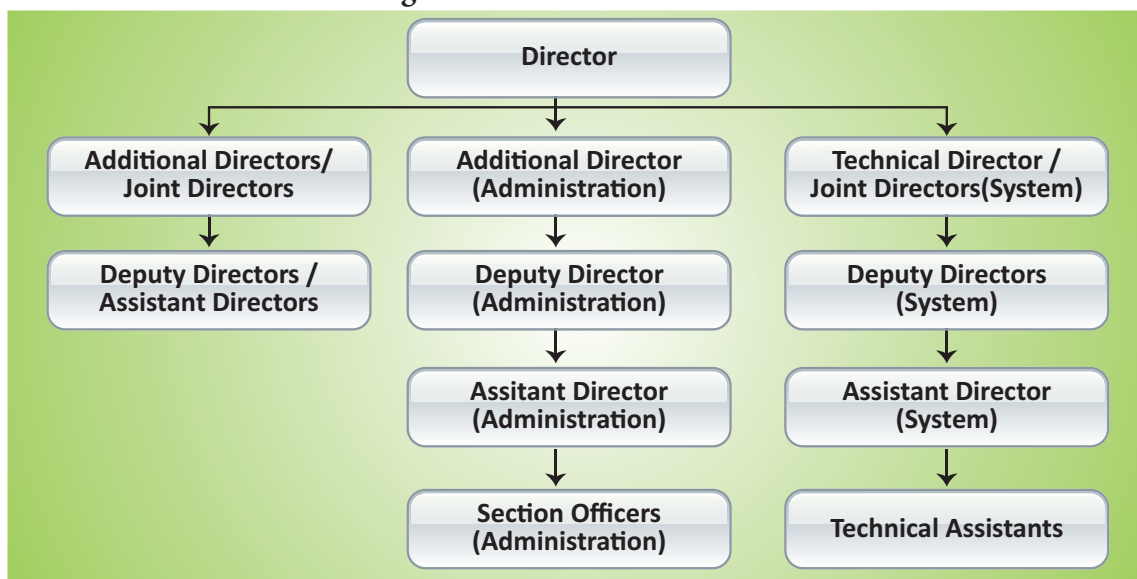 Director
Additional Directors/
Joint Directors
Additional Director
(Administration)
Technical Director /
Joint Directors(System)
Deputy Directors /
Assistant Directors
Deputy Director
(Administration)
Deputy Directors
(System)
Assitant Director
(Administration)
Assistant Director
(System)
Section Officers
(Administration)
Technical Assistants